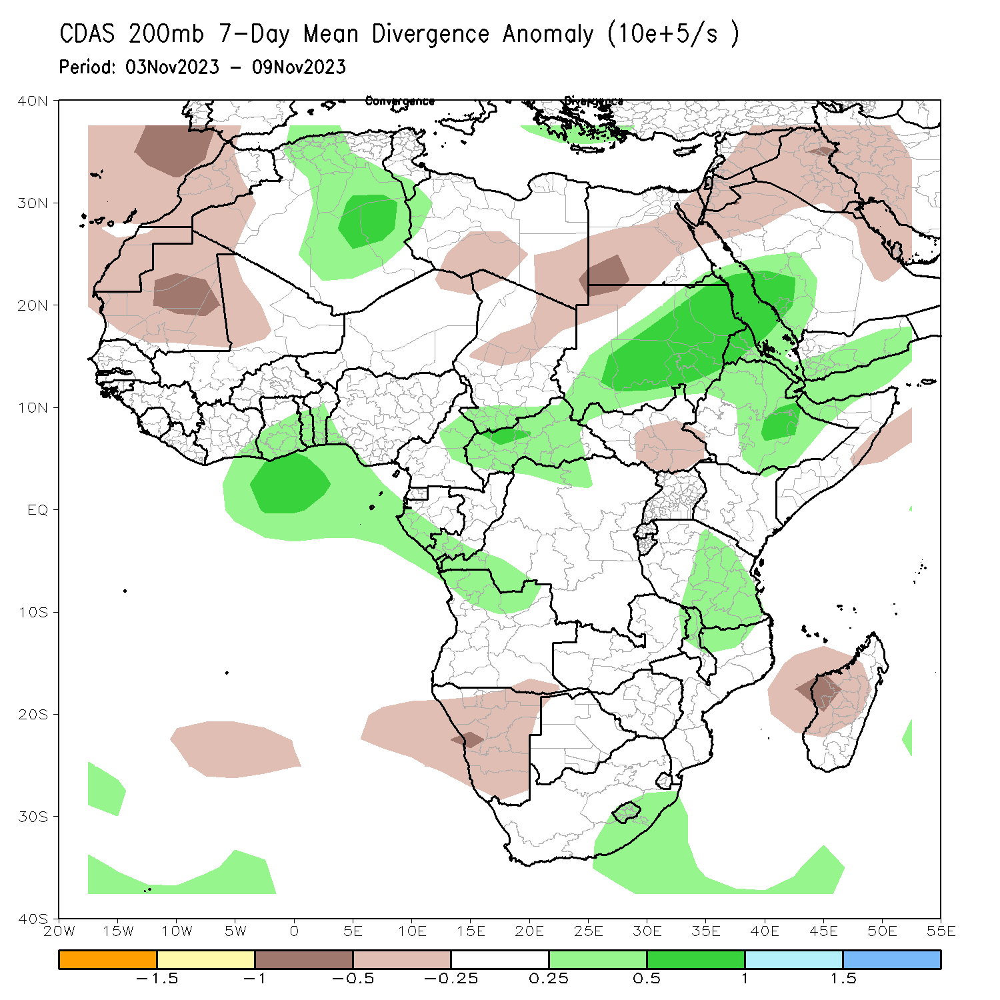 CDAS 200mb 7-Day Mean Divergence Anomaly (10e+5/s )
Period: 03Nov2023 - 09Nov2023
Convergence Divergence
40N
30N
20N
10N
EQ
10S
20S
30S
40S
20W 15W 10W 5W 0 5E 10E 15E 20E 25E 30E 35E 40E 45E 50E 55E
-1.5 -1 -0.5 -0.25 0.25 0.5 1 1.5